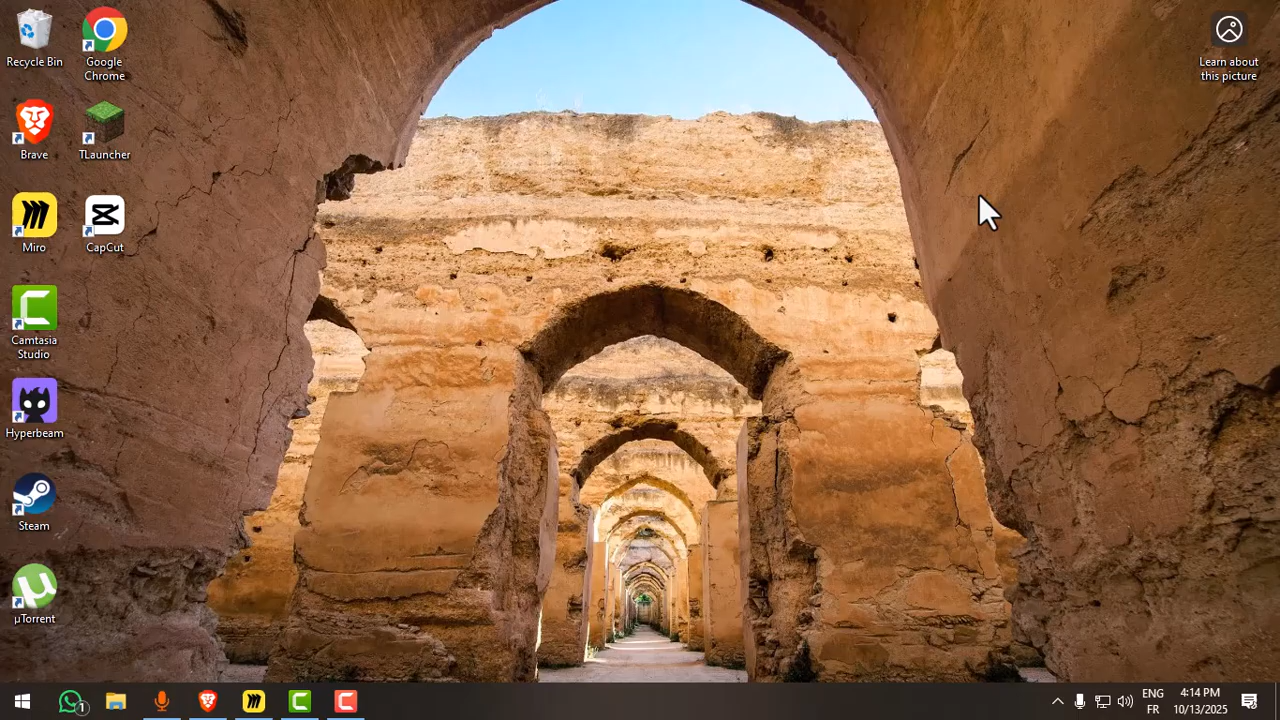 Recycle Bin
Google
Chrome
Learn about
this picture
Brave
TLauncher
Miro
CapCut
Camtasia
Studio
Hyperbeam
Steam
µTorrent
1
ENG
FR
4:14 PM
10/13/2025